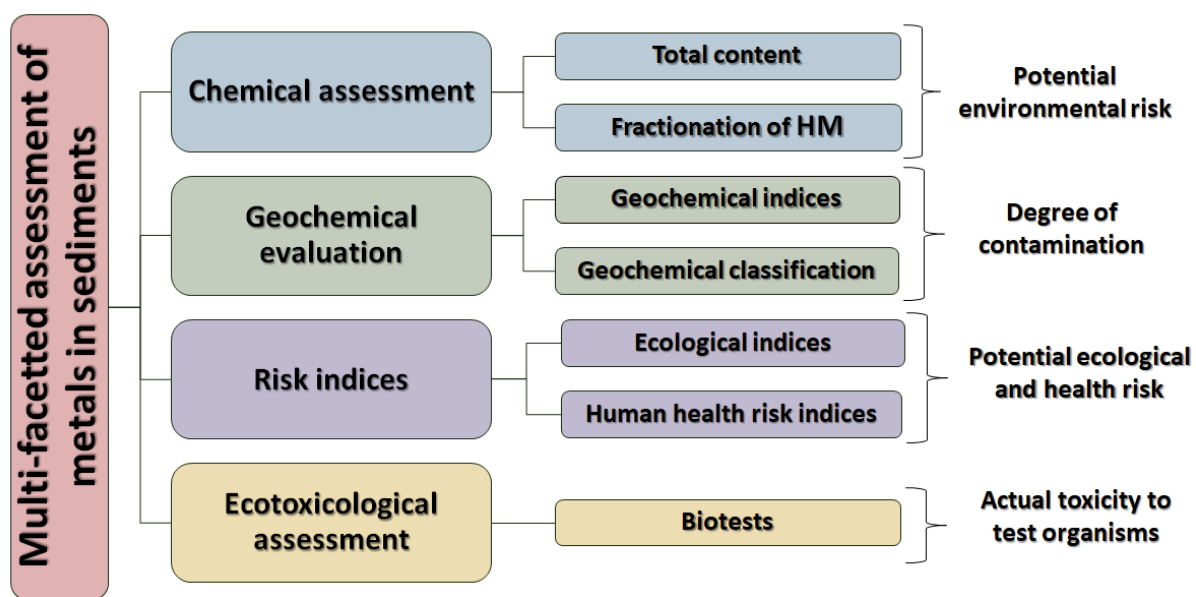 Multi-facetted assessment of
metals in sediments
Chemical assessment
Total content
Fractionation of HM
Potential
environmental risk
Geochemical
evaluation
Geochemical indices
Geochemical classification
Degree of
contamination
Risk indices
Ecological indices
Human health risk indices
Potential ecological
and health risk
Ecotoxicological
assessment
Biotests
Actual toxicity to
test organisms